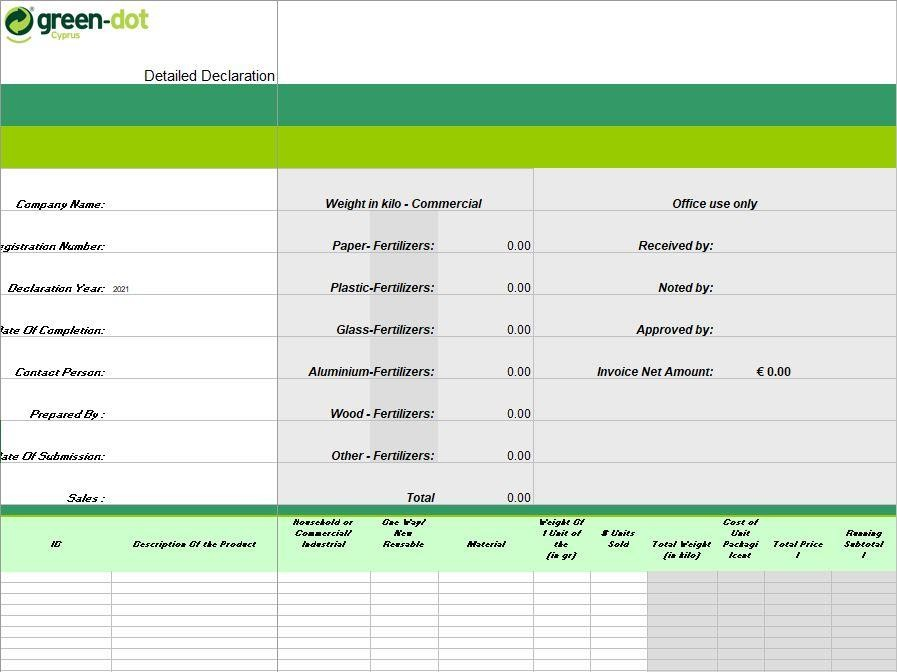 green-dot
Cyprus
Detailed Declaration
Company Name:
Weight in kilo - Commercial
Office use only
egistration Number:
Paper- Fertilizers:
0.00
Received by:
Declaration Year:
2021
Plastic-Fertilizers:
0.00
Noted by:
Date Of Completion:
Glass-Fertilizers:
0.00
Approved by:
Contact Person:
Aluminium-Fertilizers:
0.00
Invoice Net Amount:
€ 0.00
Prepared By :
Wood - Fertilizers:
0.00
Date Of Submission:
Other - Fertilizers:
0.00
Sales :
Total
0.00
ID
Description Of the Product
Household or
Commercial/
Industrial
One Way/
New
Reusable
Material
Weight Of
1 Unit of
the
(in gr)
# Units
Sold
Total Weight
(in kilo)
Cost of
Unit
Packagi
/cent
Total Price
Running
Subtotal